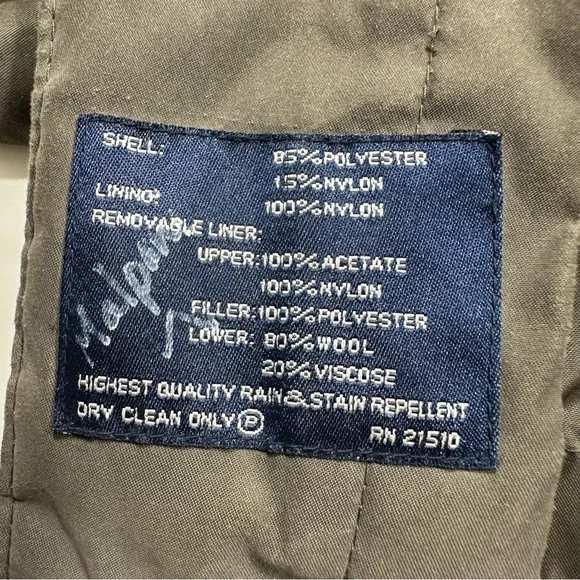 SHELL: 85%POLYESTER
15%NYLON
LINING: 100%NYLON
REMOVABLE LINER:
UPPER:100%ACETATE
100%NYLON
FILLER:100%POLYESTER
LOWER: 80%WOOL
20%VISCOSE
HIGHEST QUALITY RAIN&STAIN REPELLENT
DRY CLEAN ONLY Ⓟ RN 21510